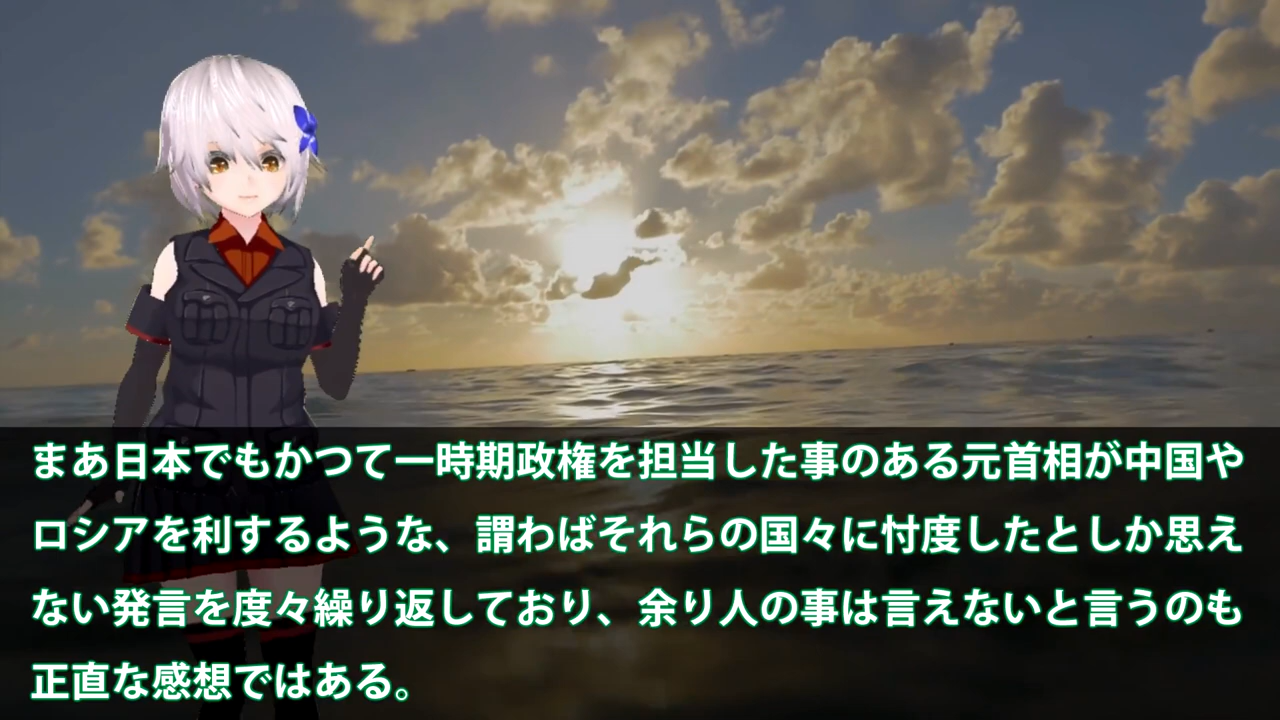 まあ日本でもかつて一時期政権を担当した事のある元首相が中国や
ロシアを利するような、謂わばそれらの国々に忖度したとしか思え
ない発言を度々繰り返しており、余り人の事は言えないと言うのも
正直な感想ではある。